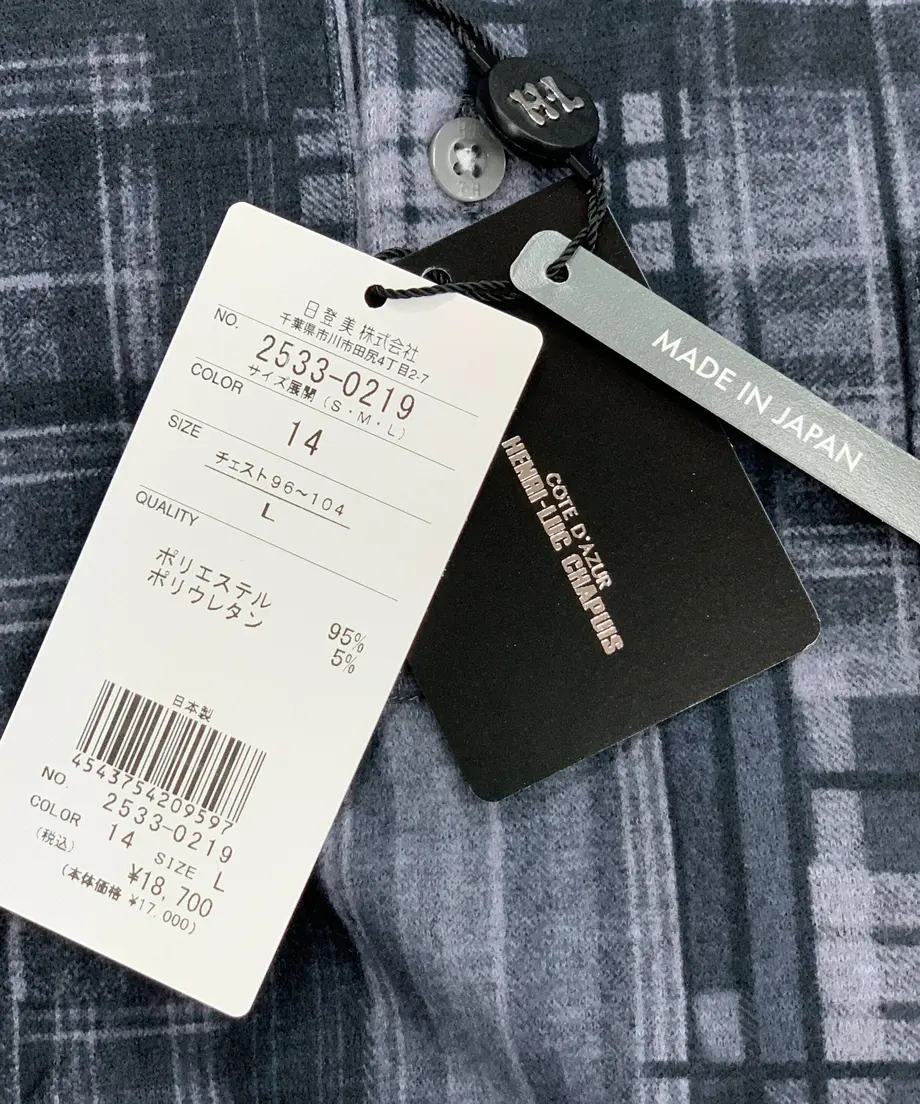 日登美株式会社
千葉県市川市田尻4丁目2-7
NO.
2533-0219
サイズ展開（S・M・L）
COLOR
14
SIZE
チェスト96～104
L
QUALITY
ポリエステル 95%
ポリウレタン 5%
日本製
4543754209597
NO. 2533-0219
COLOR 14 SIZE L
(税込) ¥18,700
(本体価格 ¥17,000)
COTE D'AZUR
HENRI-LUC CHAPUIS
MADE IN JAPAN